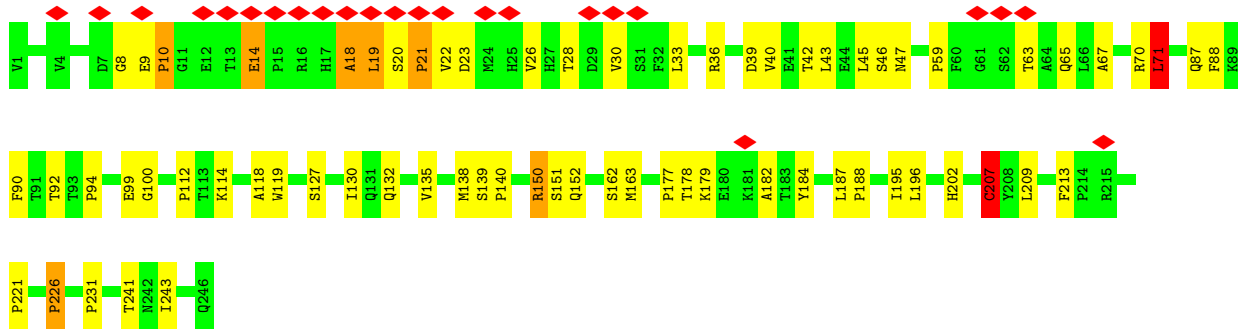 V1 V4 D7 G8 E9 P10 G11 E12 T13 E14 P15 R16 H17 A18 L19 S20 P21 V22 D23 M24 H25 V26 H27 T28 D29 V30 S31 F32 L33 R36 D39 V40 E41 T42 L43 E44 L45 S46 N47 P59 F60 G61 S62 T63 A64 Q65 L66 A67 R70 L71 Q87 F88 K89
F90 T91 T92 T93 P94 E99 G100 P112 T113 K114 A118 W119 S127 I130 Q131 Q132 V135 M138 S139 P140 R150 S151 Q152 S162 M163 P177 T178 K179 E180 K181 A182 T183 Y184 L187 P188 I195 L196 H202 C207 Y208 L209 F213 P214 R215
P221 P226 P231 T241 N242 I243 Q246